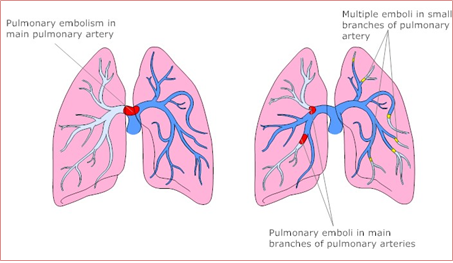 Pulmonary embolism in
main pulmonary artery
Multiple emboli in small
branches of pulmonary
artery
Pulmonary emboli in main
branches of pulmonary arteries